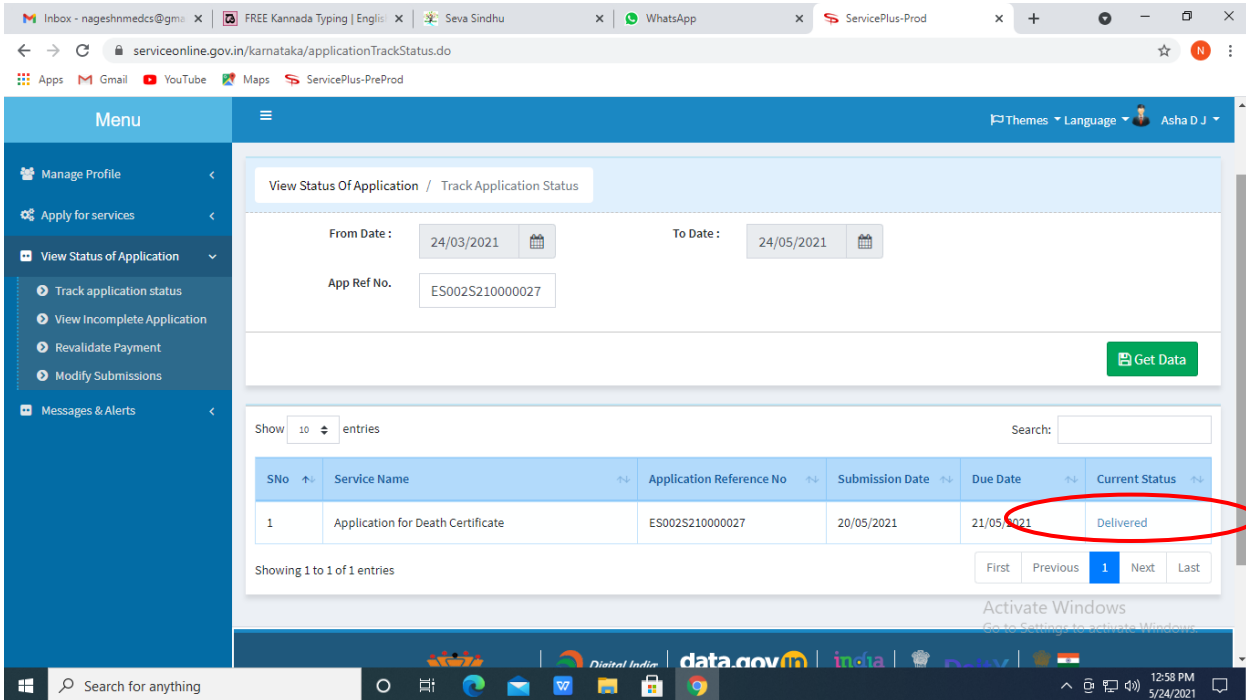 Inbox - nageshnmedcs@gma
FREE Kannada Typing | Englis
Seva Sindhu
WhatsApp
ServicePlus-Prod
serviceonline.gov.in/karnataka/applicationTrackStatus.do
N
Apps
Gmail
YouTube
Maps
ServicePlus-PreProd
Menu
Themes
Language
Asha D J
Manage Profile
Apply for services
View Status of Application
Track application status
View Incomplete Application
Revalidate Payment
Modify Submissions
Messages & Alerts
View Status Of Application / Track Application Status
From Date :
24/03/2021
To Date :
24/05/2021
App Ref No.
ES002S210000027
Get Data
Show 10 entries
Search:
SNo Service Name Application Reference No Submission Date Due Date Current Status
1 Application for Death Certificate ES002S210000027 20/05/2021 21/05/2021 Delivered
Showing 1 to 1 of 1 entries
First Previous 1 Next Last
Activate Windows
Go to Settings to activate Windows.
Digital India
data.gov in
india
Search for anything
12:58 PM
5/24/2021